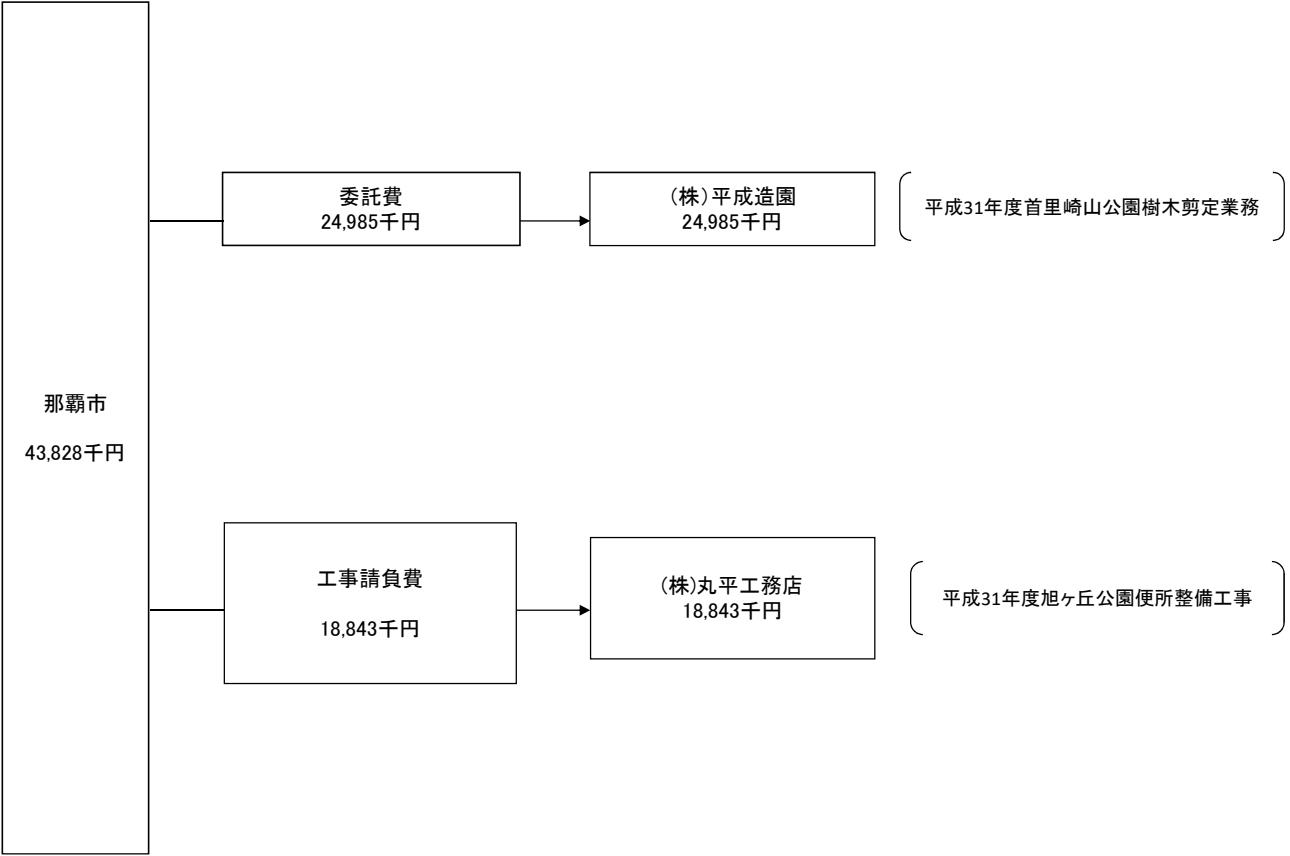 那覇市
43,828千円
委託費
24,985千円
(株)平成造園
24,985千円
平成31年度首里崎山公園樹木剪定業務
工事請負費
18,843千円
(株)丸平工務店
18,843千円
平成31年度旭ヶ丘公園便所整備工事